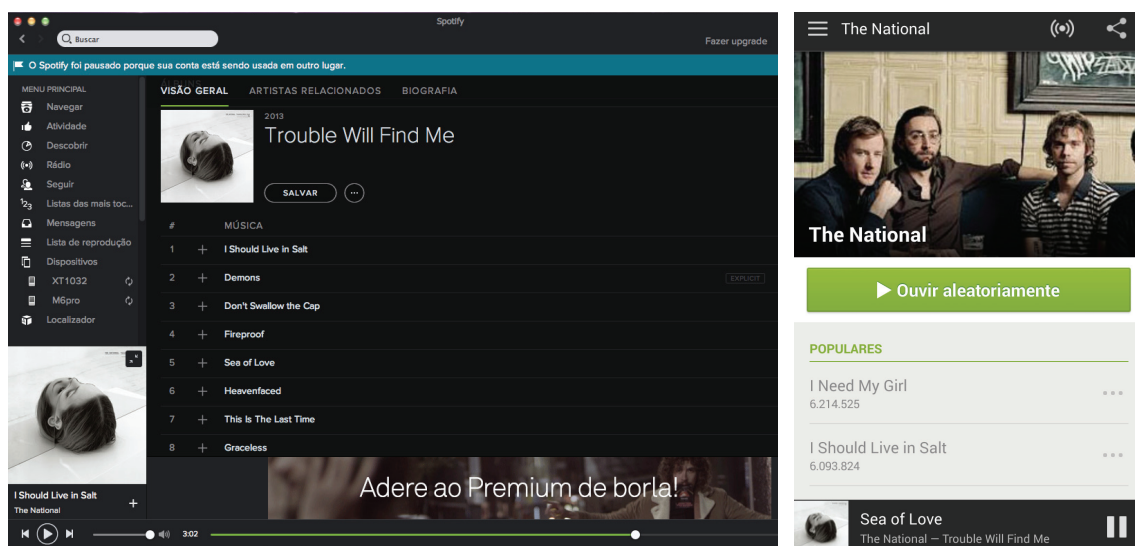 Spotify
Buscar
Fazer upgrade
O Spotify foi pausado porque sua conta está sendo usada em outro lugar.
MENU PRINCIPAL
Navegar
Atividade
Descobrir
Rádio
Seguir
Listas das mais toc...
Mensagens
Lista de reprodução
Dispositivos
XT1032
M6pro
Localizador
I Should Live in Salt
The National
ÁLBUNS
VISÃO GERAL ARTISTAS RELACIONADOS BIOGRAFIA
2013
Trouble Will Find Me
SALVAR
# MÚSICA
1 + I Should Live in Salt
2 + Demons EXPLICIT
3 + Don't Swallow the Cap
4 + Fireproof
5 + Sea of Love
6 + Heavenfaced
7 + This Is The Last Time
8 + Graceless
Adere ao Premium de borla!
3:02
The National
The National
Ouvir aleatoriamente
POPULARES
I Need My Girl
6.214.525
I Should Live in Salt
6.093.824
Sea of Love
The National – Trouble Will Find Me